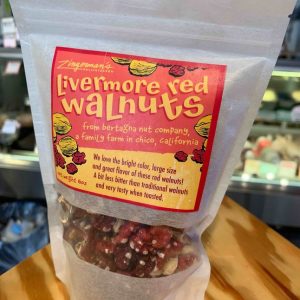 Zingerman's
livermore red
walnuts
from bertagna nut company,
a family farm in chico, california
We love the bright color, large size
and great flavor of these red walnuts!
A bit less bitter than traditional walnuts
and very tasty when toasted.
6oz